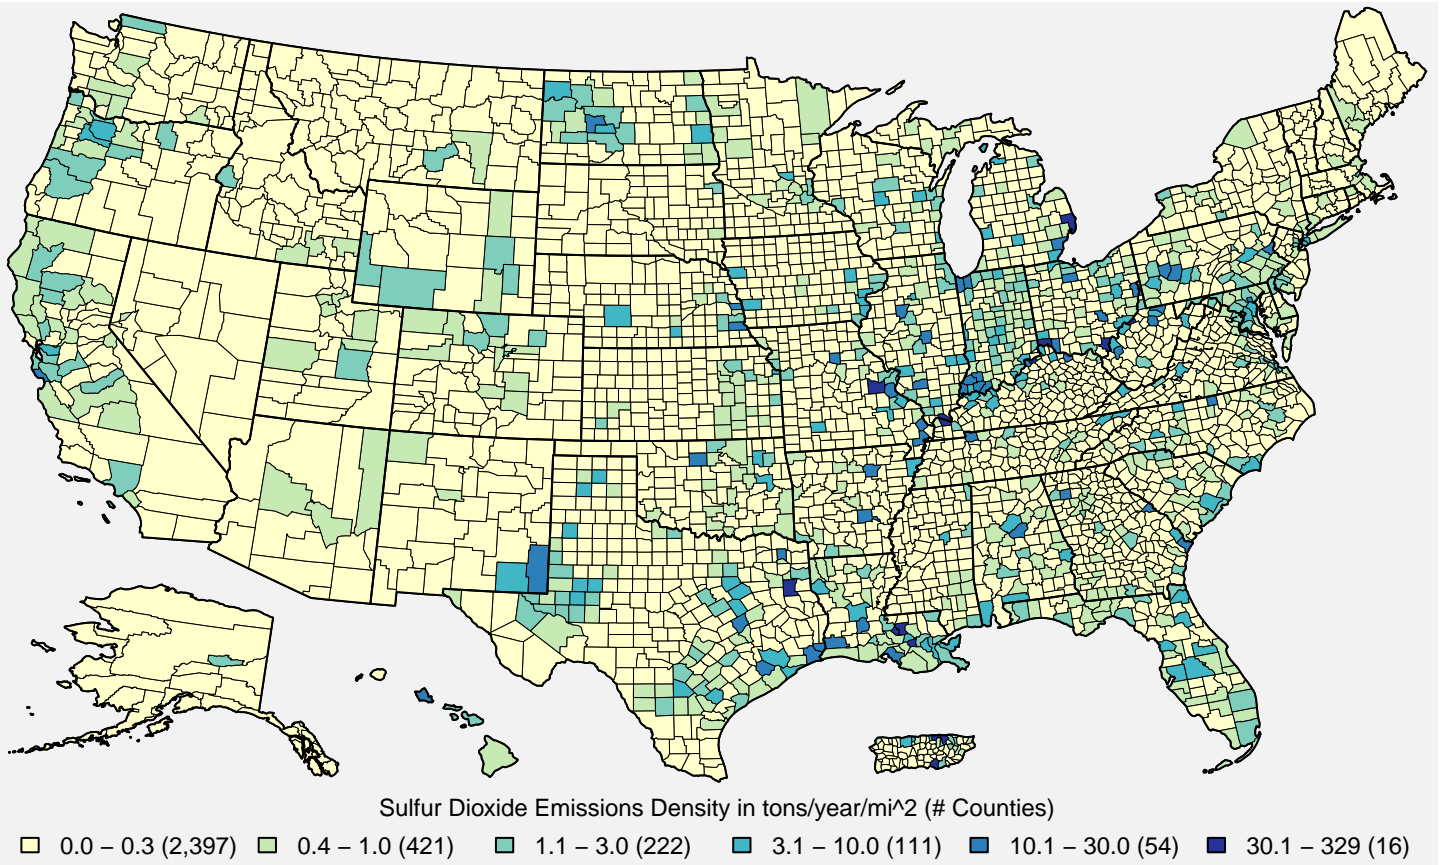 Sulfur Dioxide Emissions Density in tons/year/mi^2 (# Counties)
0.0 − 0.3 (2,397) 0.4 − 1.0 (421) 1.1 − 3.0 (222) 3.1 − 10.0 (111) 10.1 − 30.0 (54) 30.1 − 329 (16)